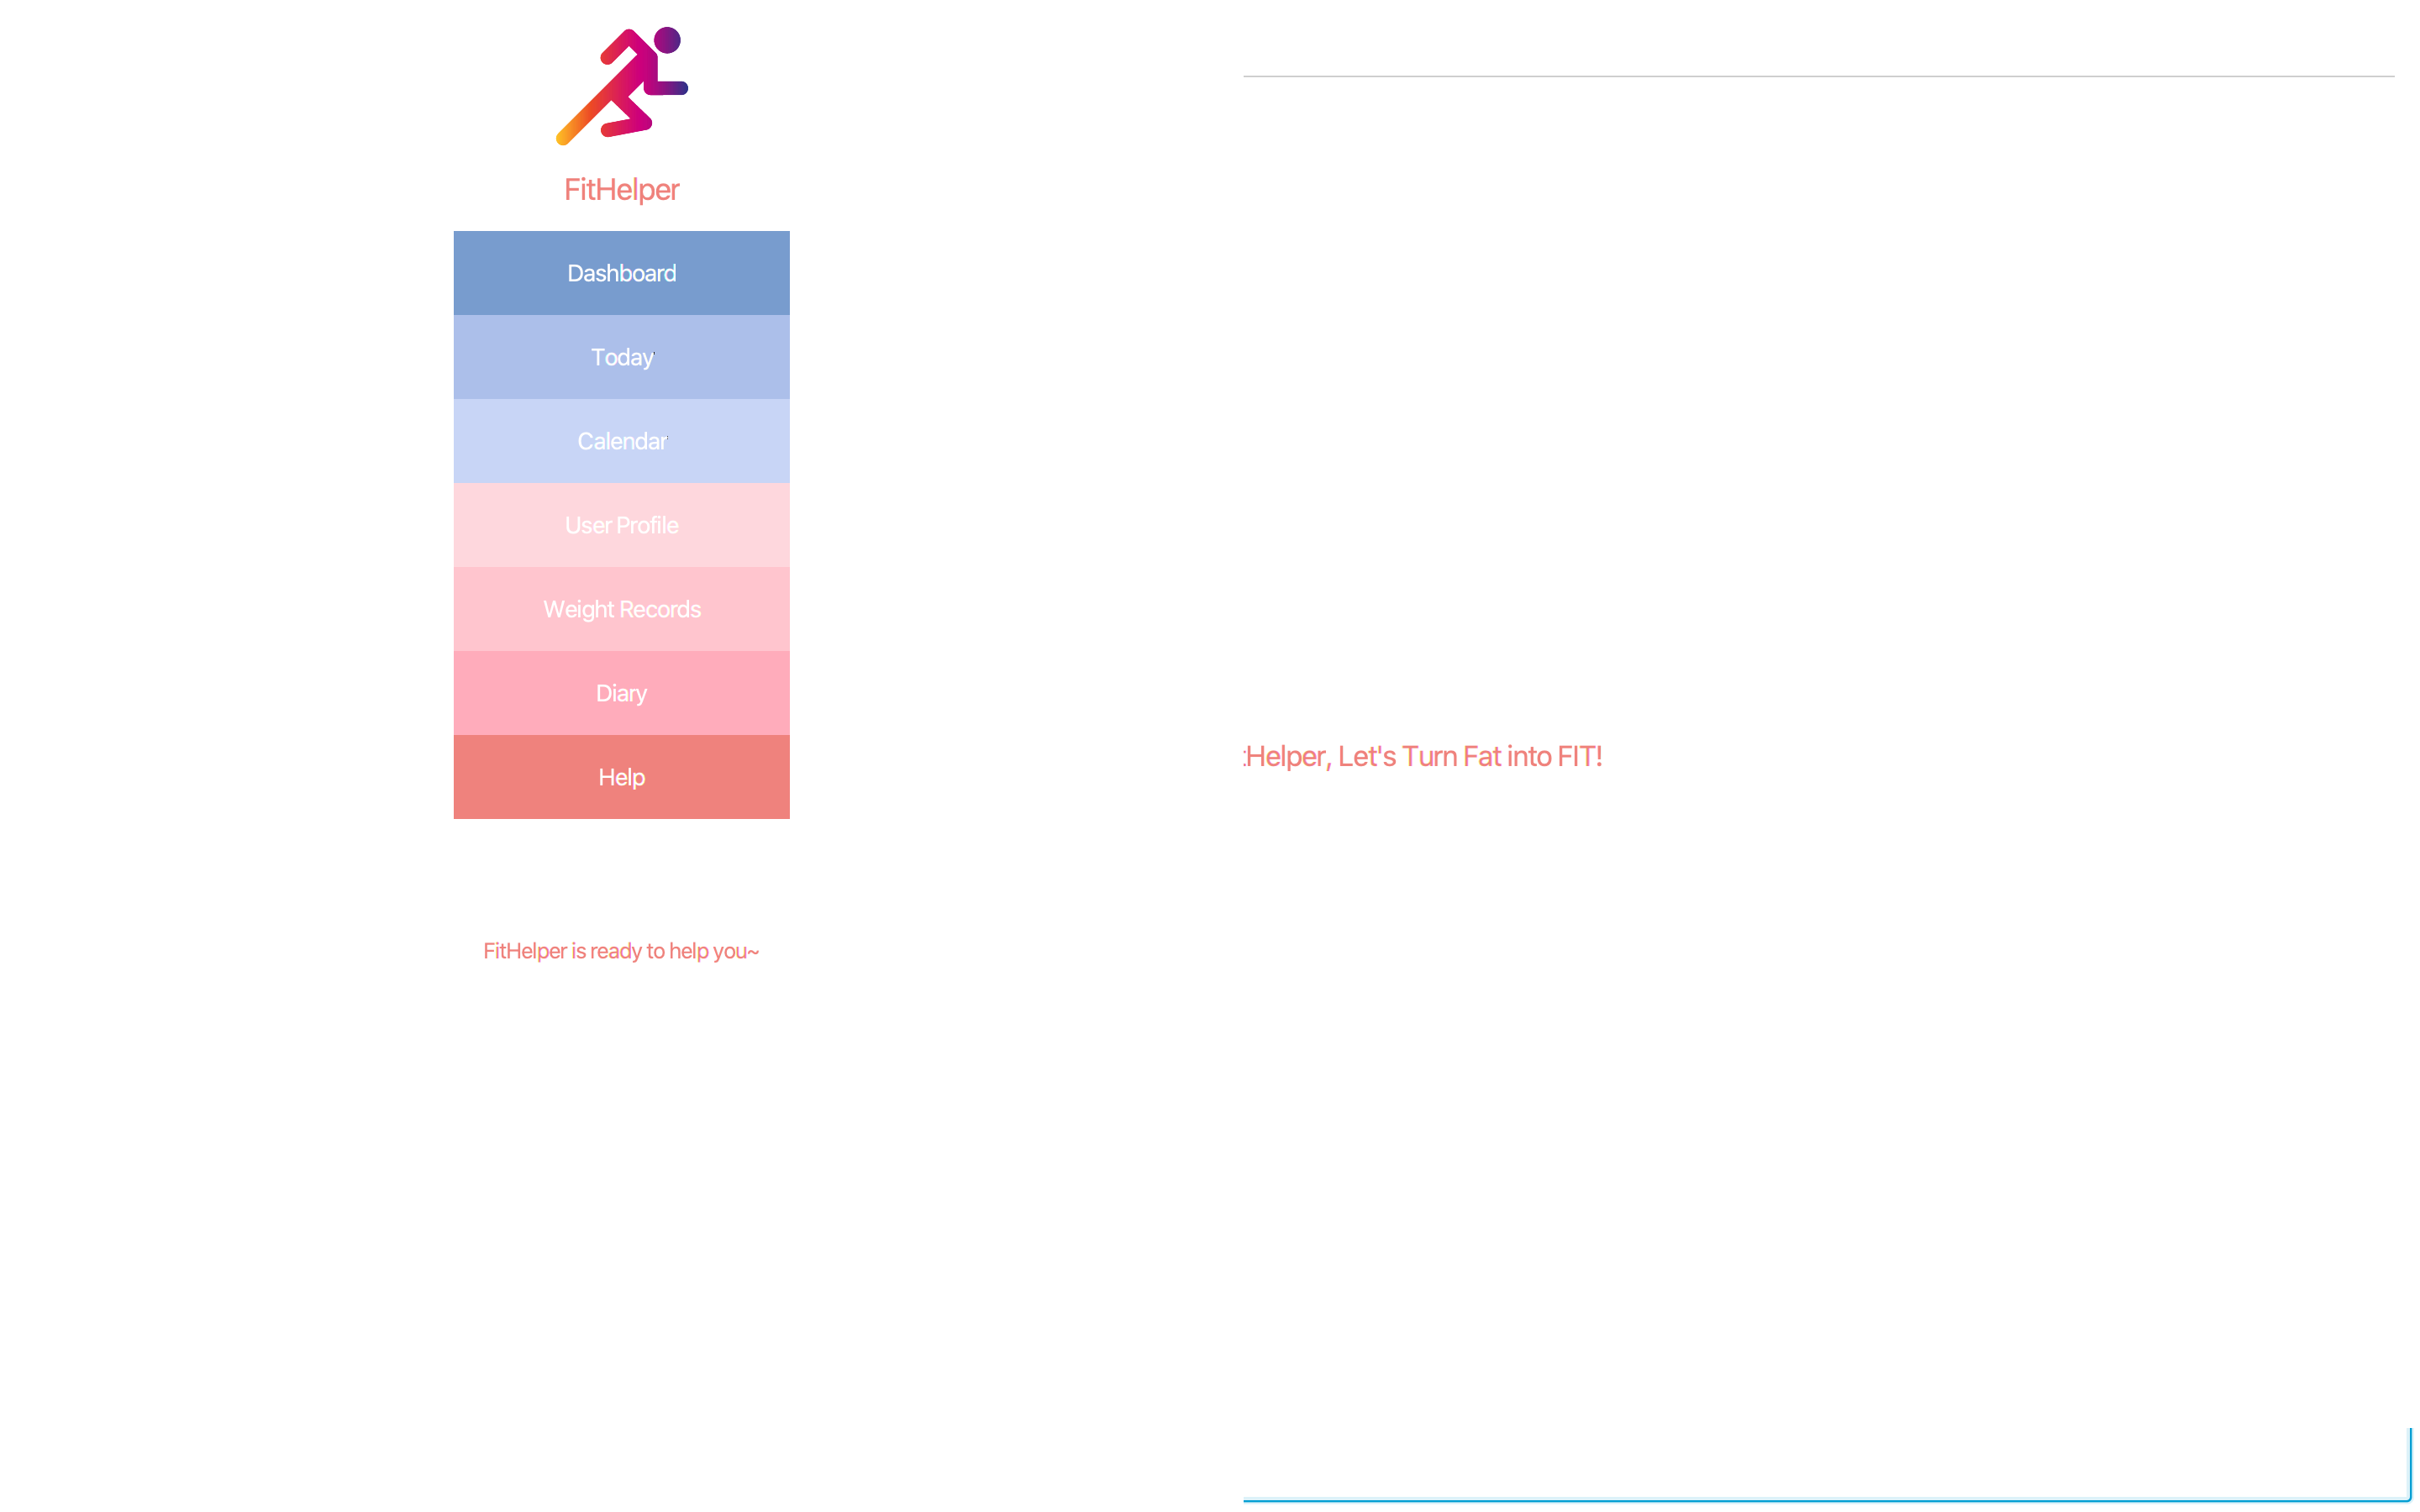 FitHelper
Dashboard
Today
Calendar
User Profile
Weight Records
Diary
Help
tHelper, Let's Turn Fat into FIT!
FitHelper is ready to help you~